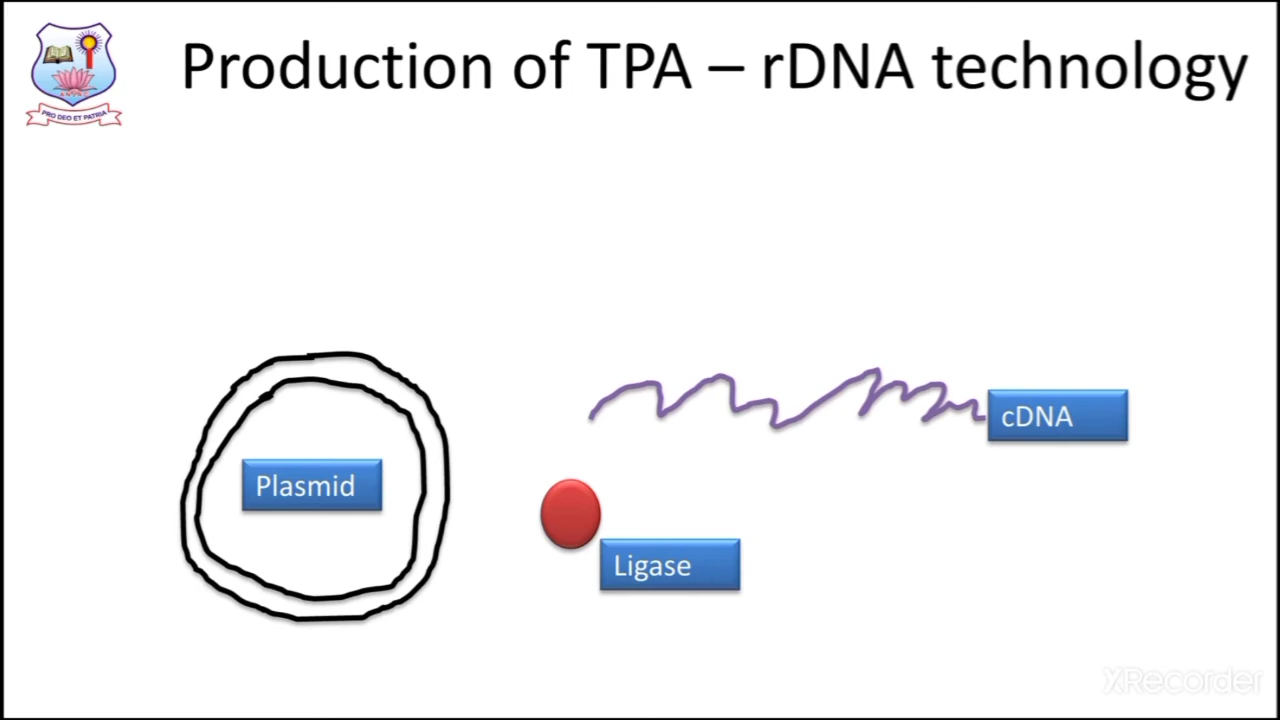 Production of TPA – rDNA technology
PRO DEO ET PATRIA
cDNA
Plasmid
Ligase
XRecorder